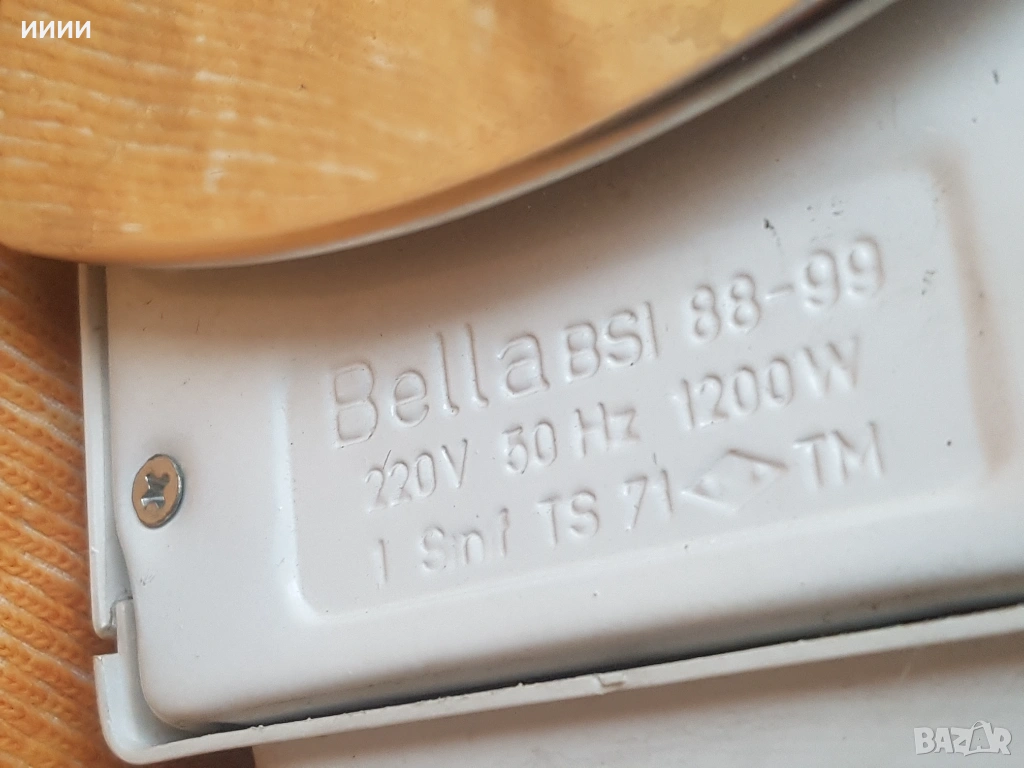 ииии
Bella BSI 88-99
220V 50 Hz 1200W
TS 71 TM
BAZAR